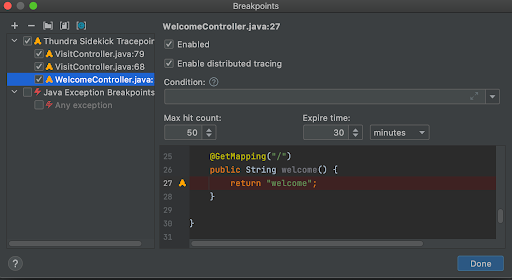 Breakpoints
Thundra Sidekick Tracepoin
VisitController.java:79
VisitController.java:68
WelcomeController.java:
Java Exception Breakpoints
Any exception
WelcomeController.java:27
Enabled
Enable distributed tracing
Condition: ?
Max hit count:
Expire time:
50
30
minutes
25 @GetMapping("/")
26 public String welcome() {
27 return "welcome";
28 }
29
30 }
31
?
Done